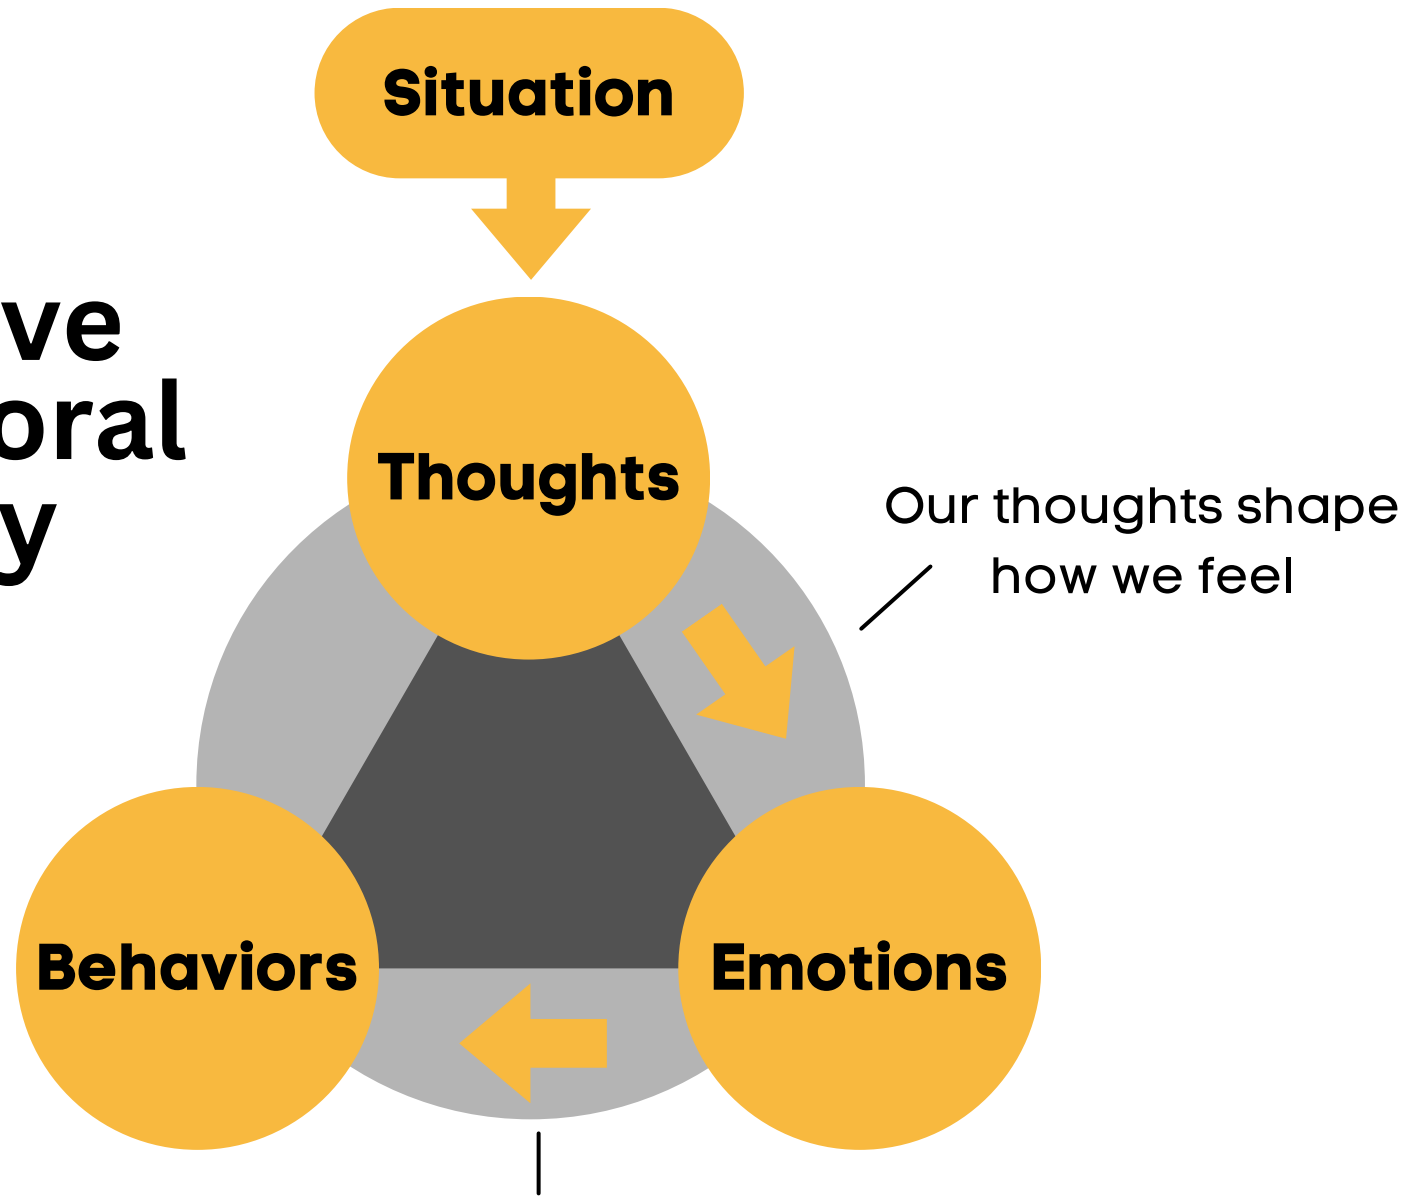 Situation
ve
oral
y
Thoughts
Our thoughts shape
how we feel
Behaviors
Emotions